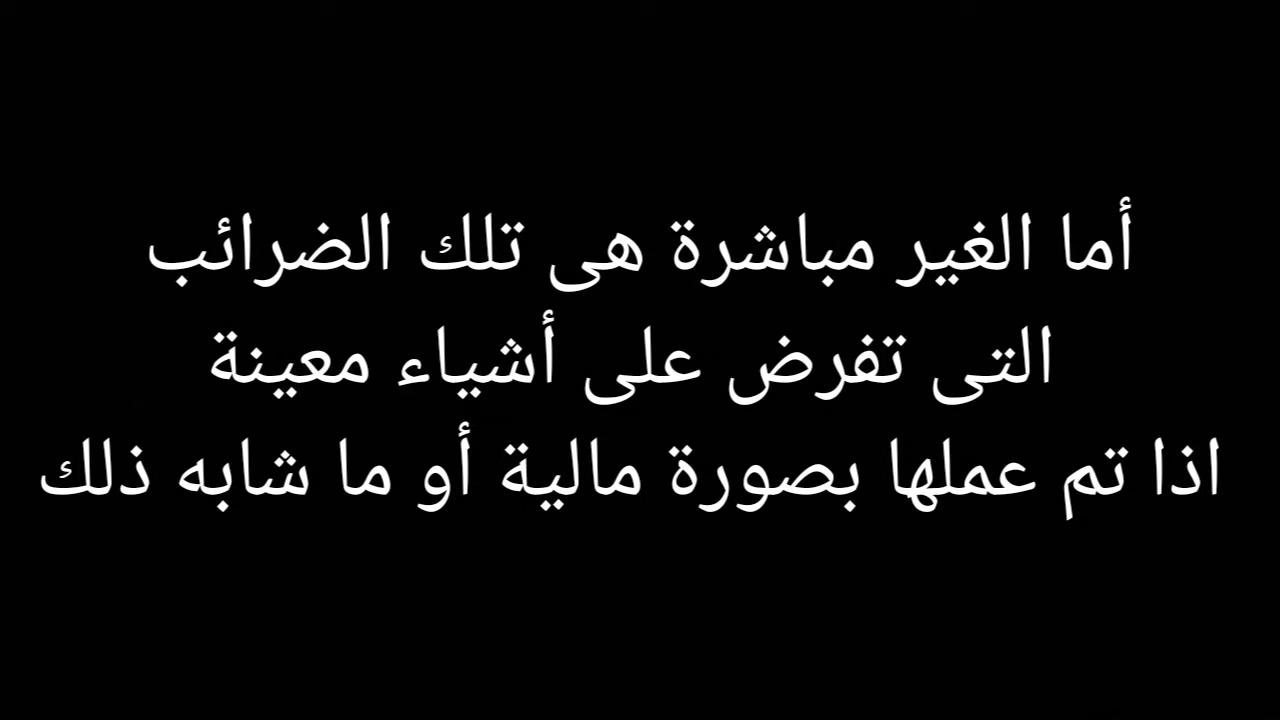 أما الغير مباشرة هى تلك الضرائب
التى تفرض على أشياء معينة
اذا تم عملها بصورة مالية أو ما شابه ذلك